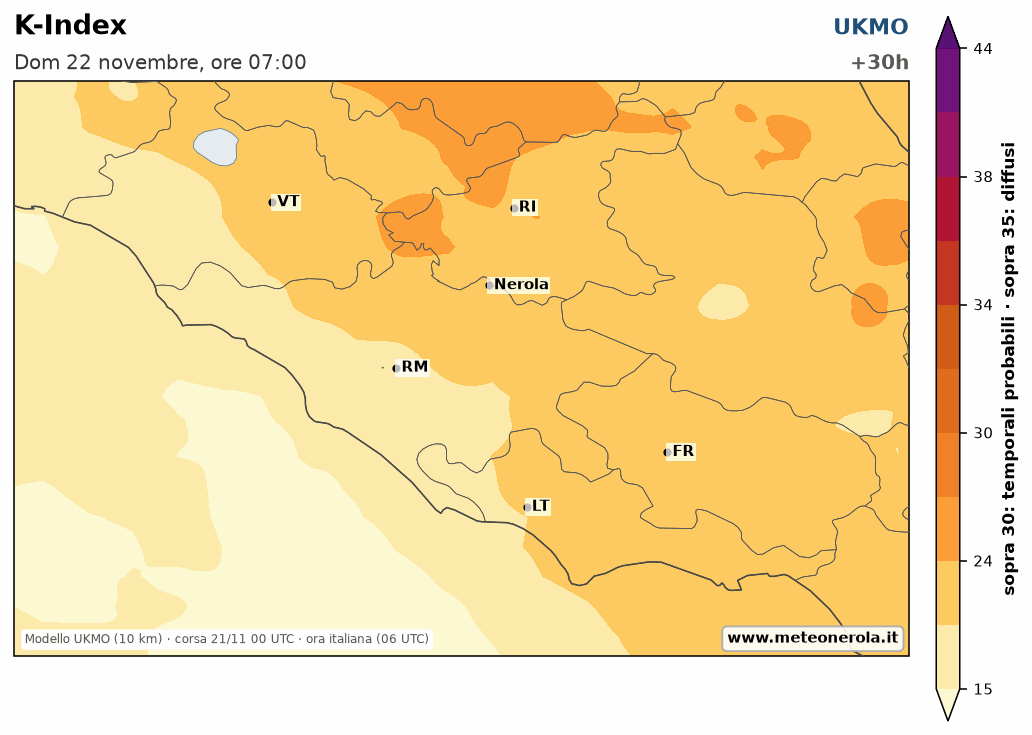 K-Index
UKMO
Dom 22 novembre, ore 07:00
+30h
44
38
34
30
24
15
sopra 30: temporali probabili · sopra 35: diffusi
VT
RI
Nerola
RM
FR
LT
Modello UKMO (10 km) · corsa 21/11 00 UTC · ora italiana (06 UTC)
www.meteonerola.it